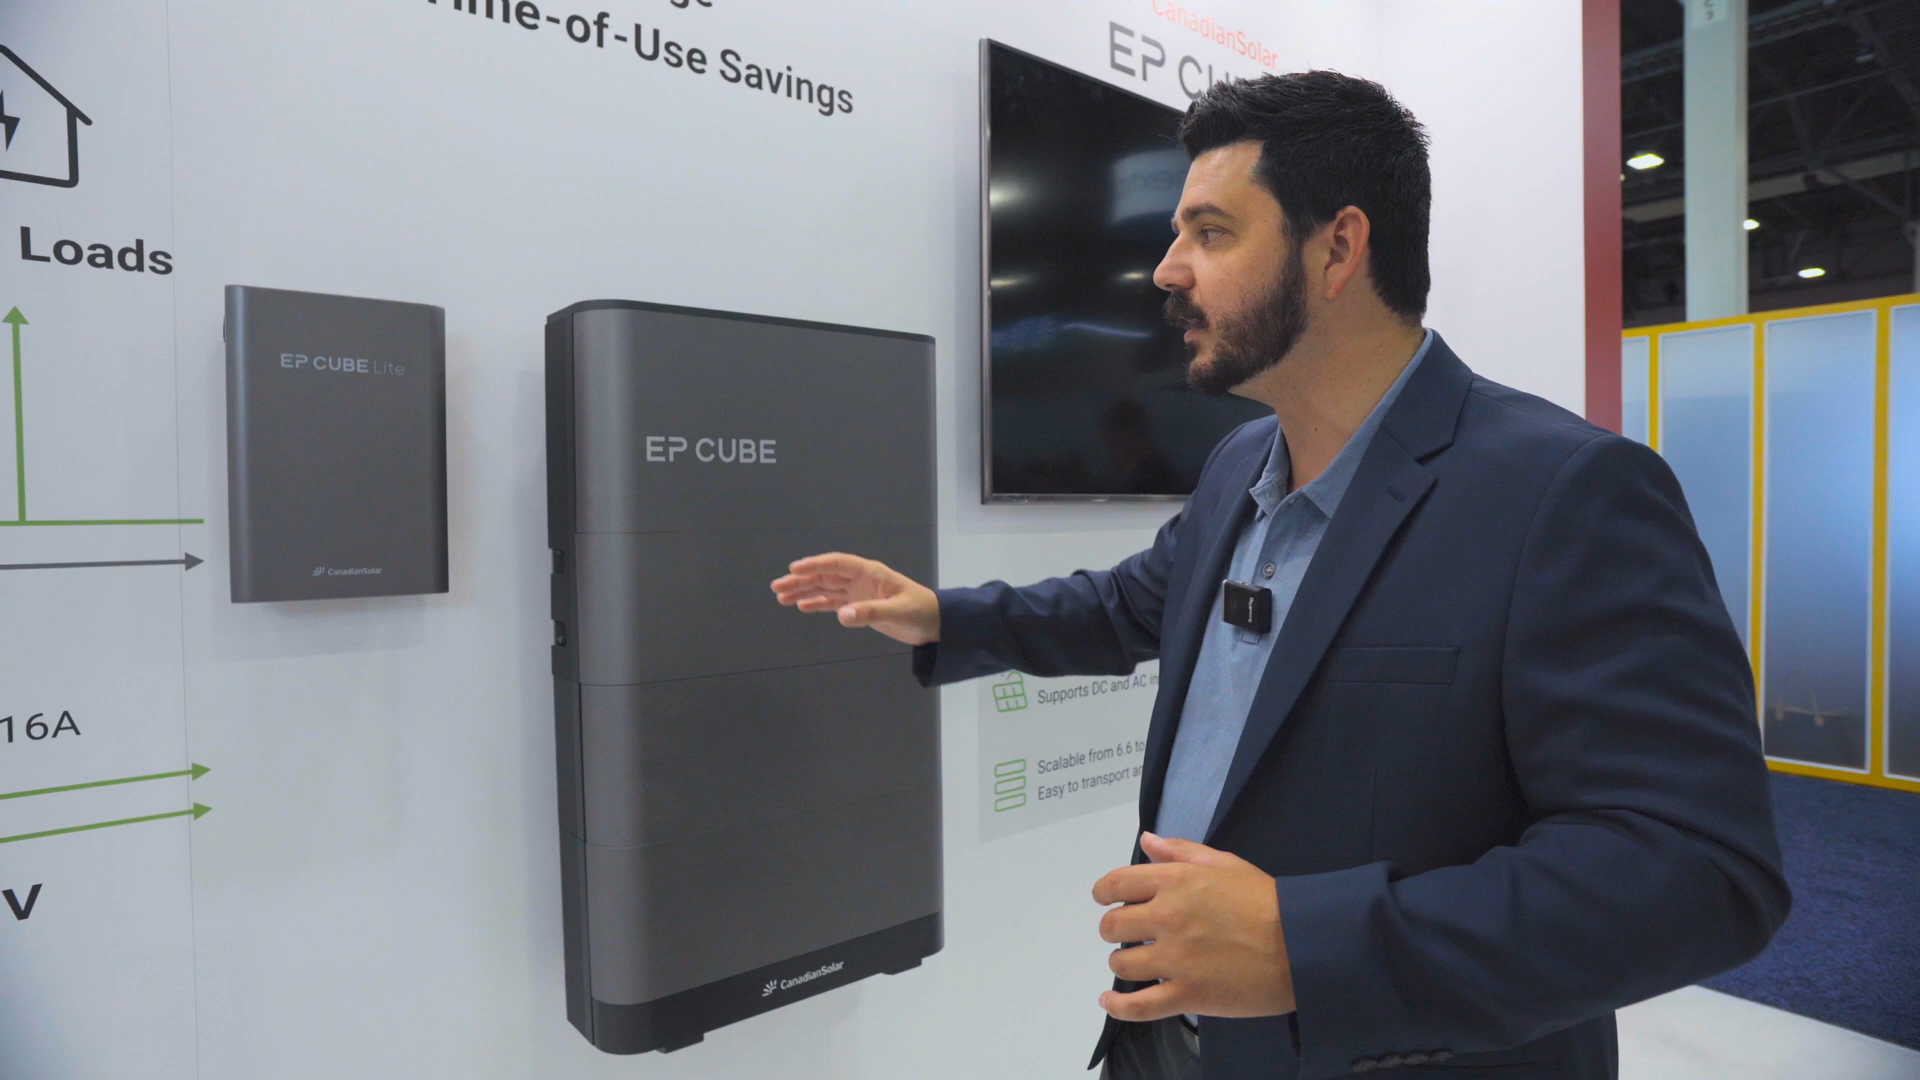 Time-of-Use Savings
CanadianSolar
EP CU
Loads
EP CUBE Lite
CanadianSolar
EP CUBE
CanadianSolar
16A
V
Supports DC and AC in
Scalable from 6.6 to
Easy to transport